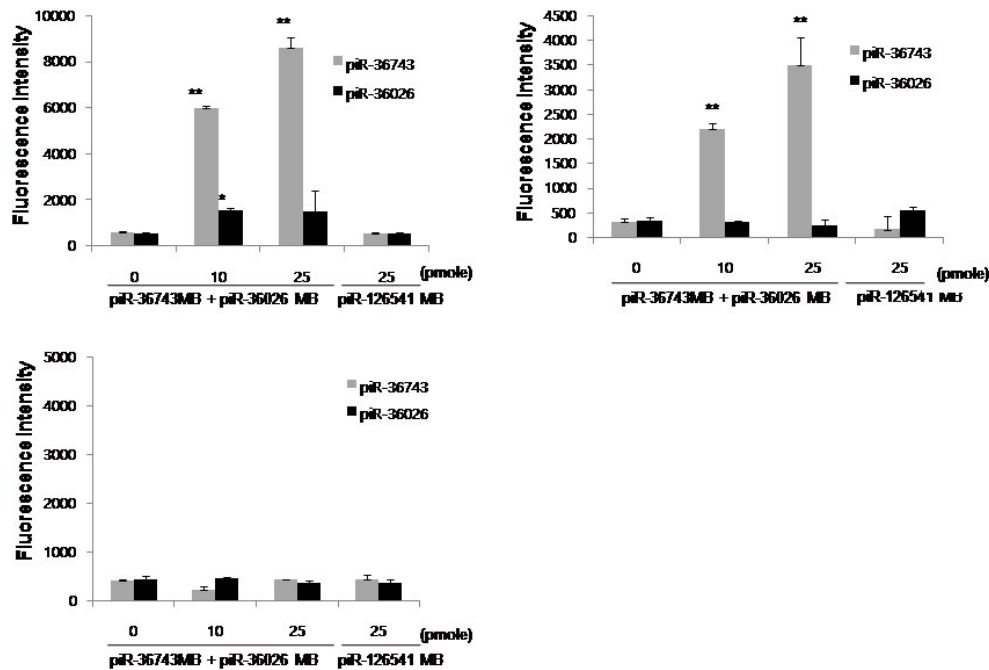 10000
8000
6000
4000
2000
0
Fluorescence Intensity
**
**
*
piR-36743
piR-36026
0 10 25 25 (pmole)
piR-36743MB + piR-36026 MB piR-126541 MB
4500
4000
3500
3000
2500
2000
1500
1000
500
0
Fluorescence Intensity
**
**
piR-36743
piR-36026
0 10 25 25 (pmole)
piR-36743MB + piR-36026 MB piR-126541 MB
5000
4000
3000
2000
1000
0
Fluorescence Intensity
piR-36743
piR-36026
0 10 25 25 (pmole)
piR-36743MB + piR-36026 MB piR-126541 MB